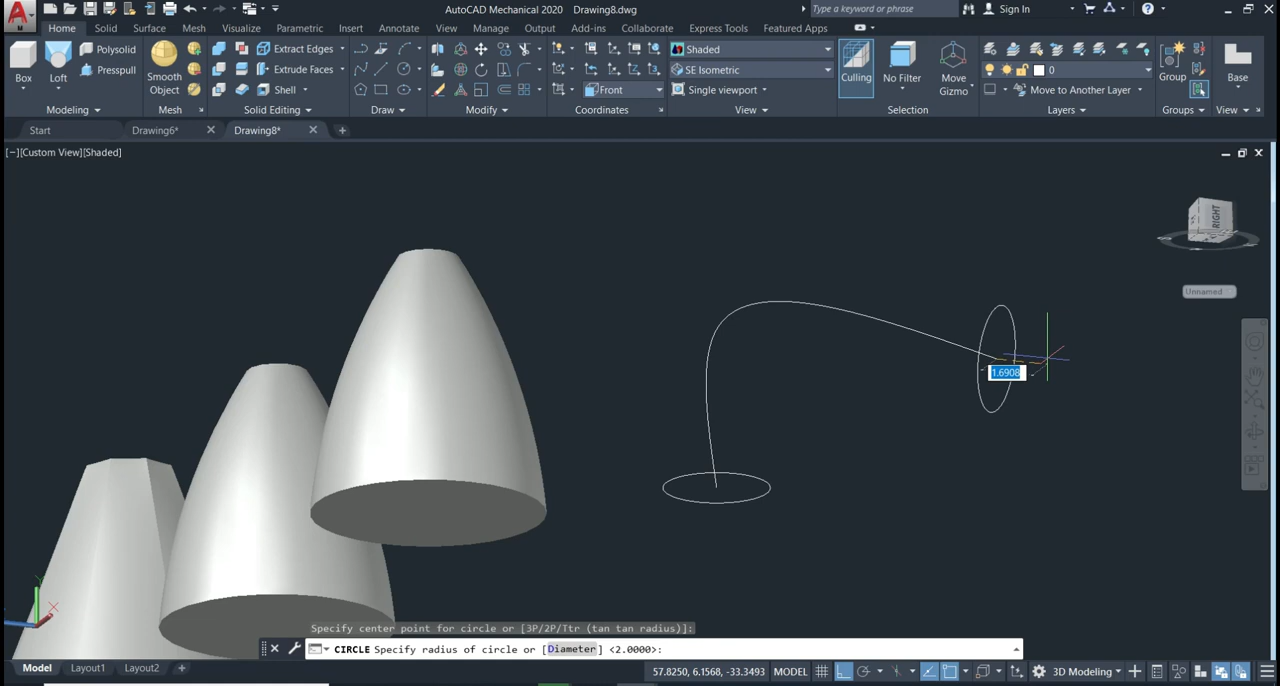 AutoCAD Mechanical 2020 Drawing8.dwg
Type a keyword or phrase
Sign In
Home Solid Surface Mesh Visualize Parametric Insert Annotate View Manage Output Add-ins Collaborate Express Tools Featured Apps
Box
Loft
Polysolid
Presspull
Modeling
Smooth Object
Mesh
Extract Edges
Extrude Faces
Shell
Solid Editing
Draw
Modify
Front
Coordinates
Shaded
SE Isometric
Single viewport
View
Culling
No Filter
Move Gizmo
Selection
0
Move to Another Layer
Layers
Group
Groups
Base
View
Start Drawing6* Drawing8*
[−][Custom View][Shaded]
RIGHT
Unnamed
1.6908
Y
X
Specify center point for circle or [3P/2P/Ttr (tan tan radius)]:
CIRCLE Specify radius of circle or [Diameter] <2.0000>:
Model Layout1 Layout2
57.8250, 6.1568, -33.3493 MODEL 3D Modeling